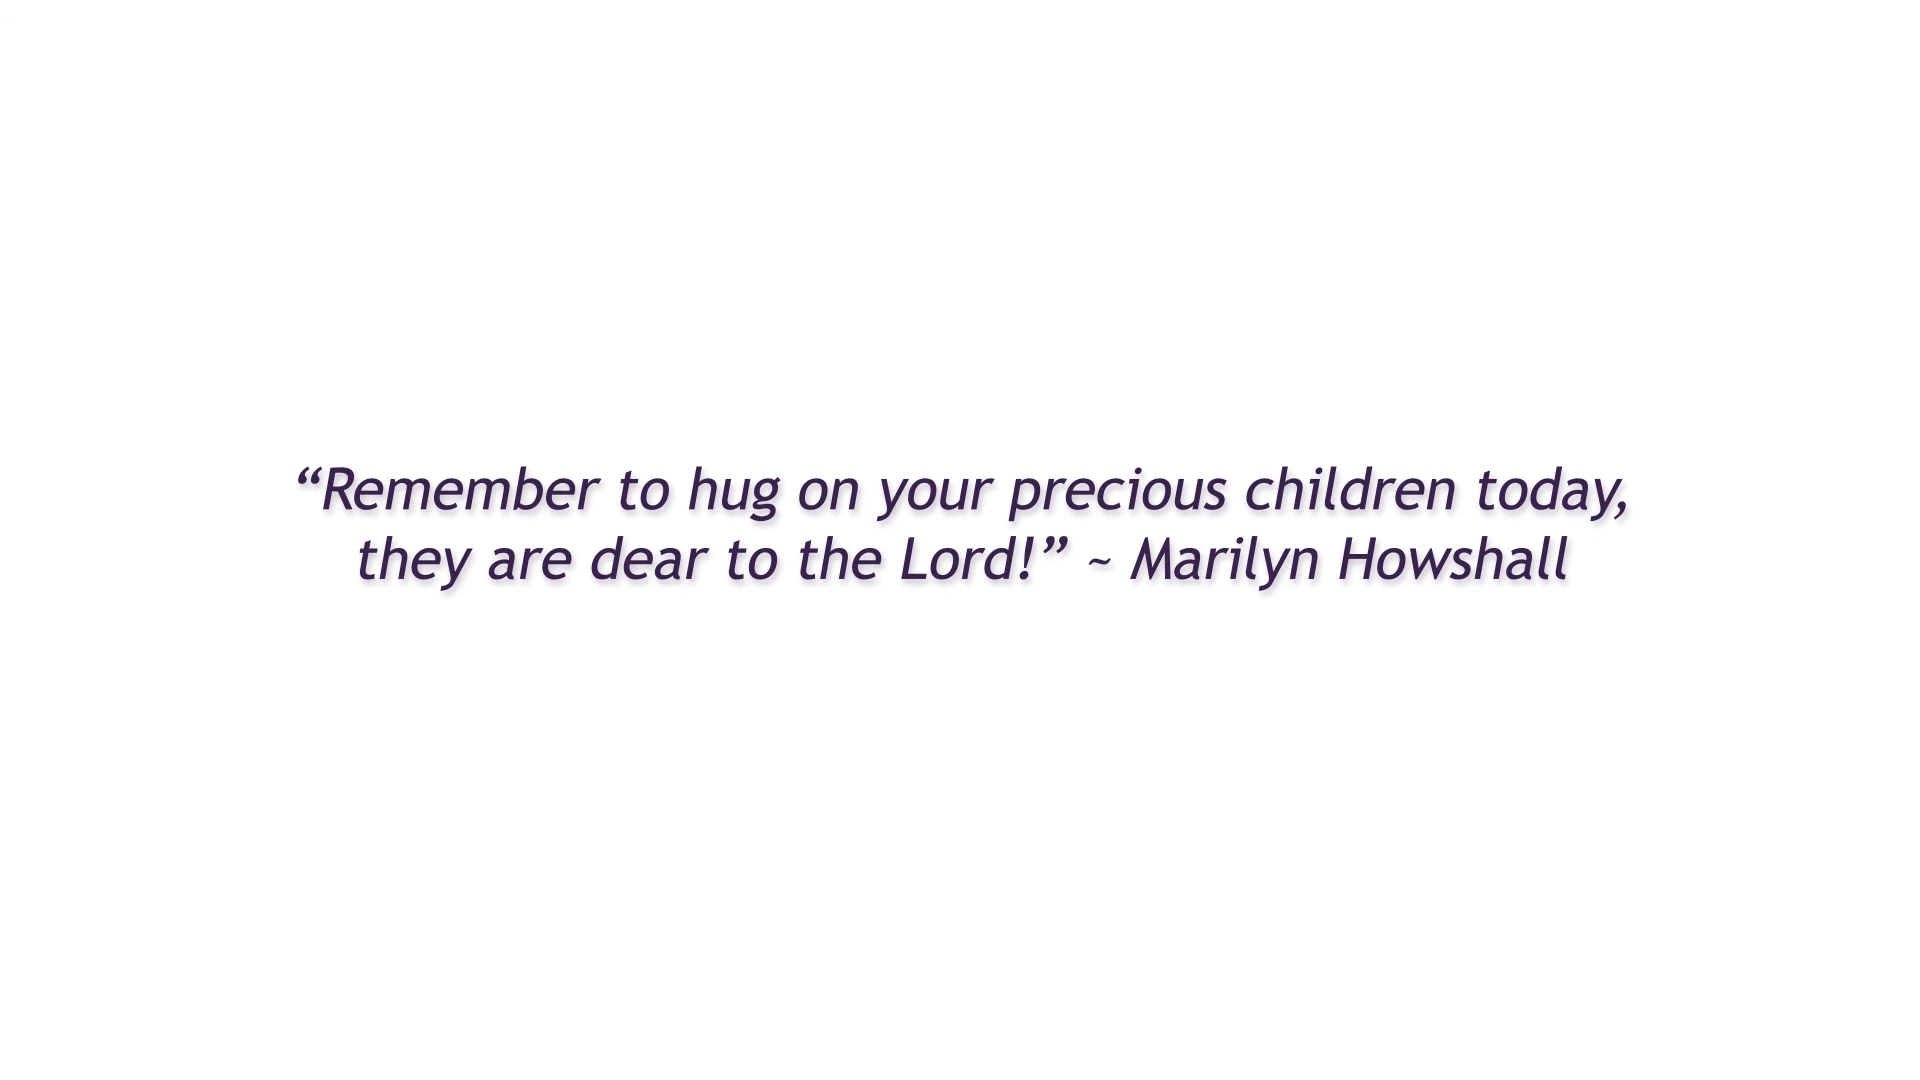 “Remember to hug on your precious children today,
they are dear to the Lord!” ~ Marilyn Howshall